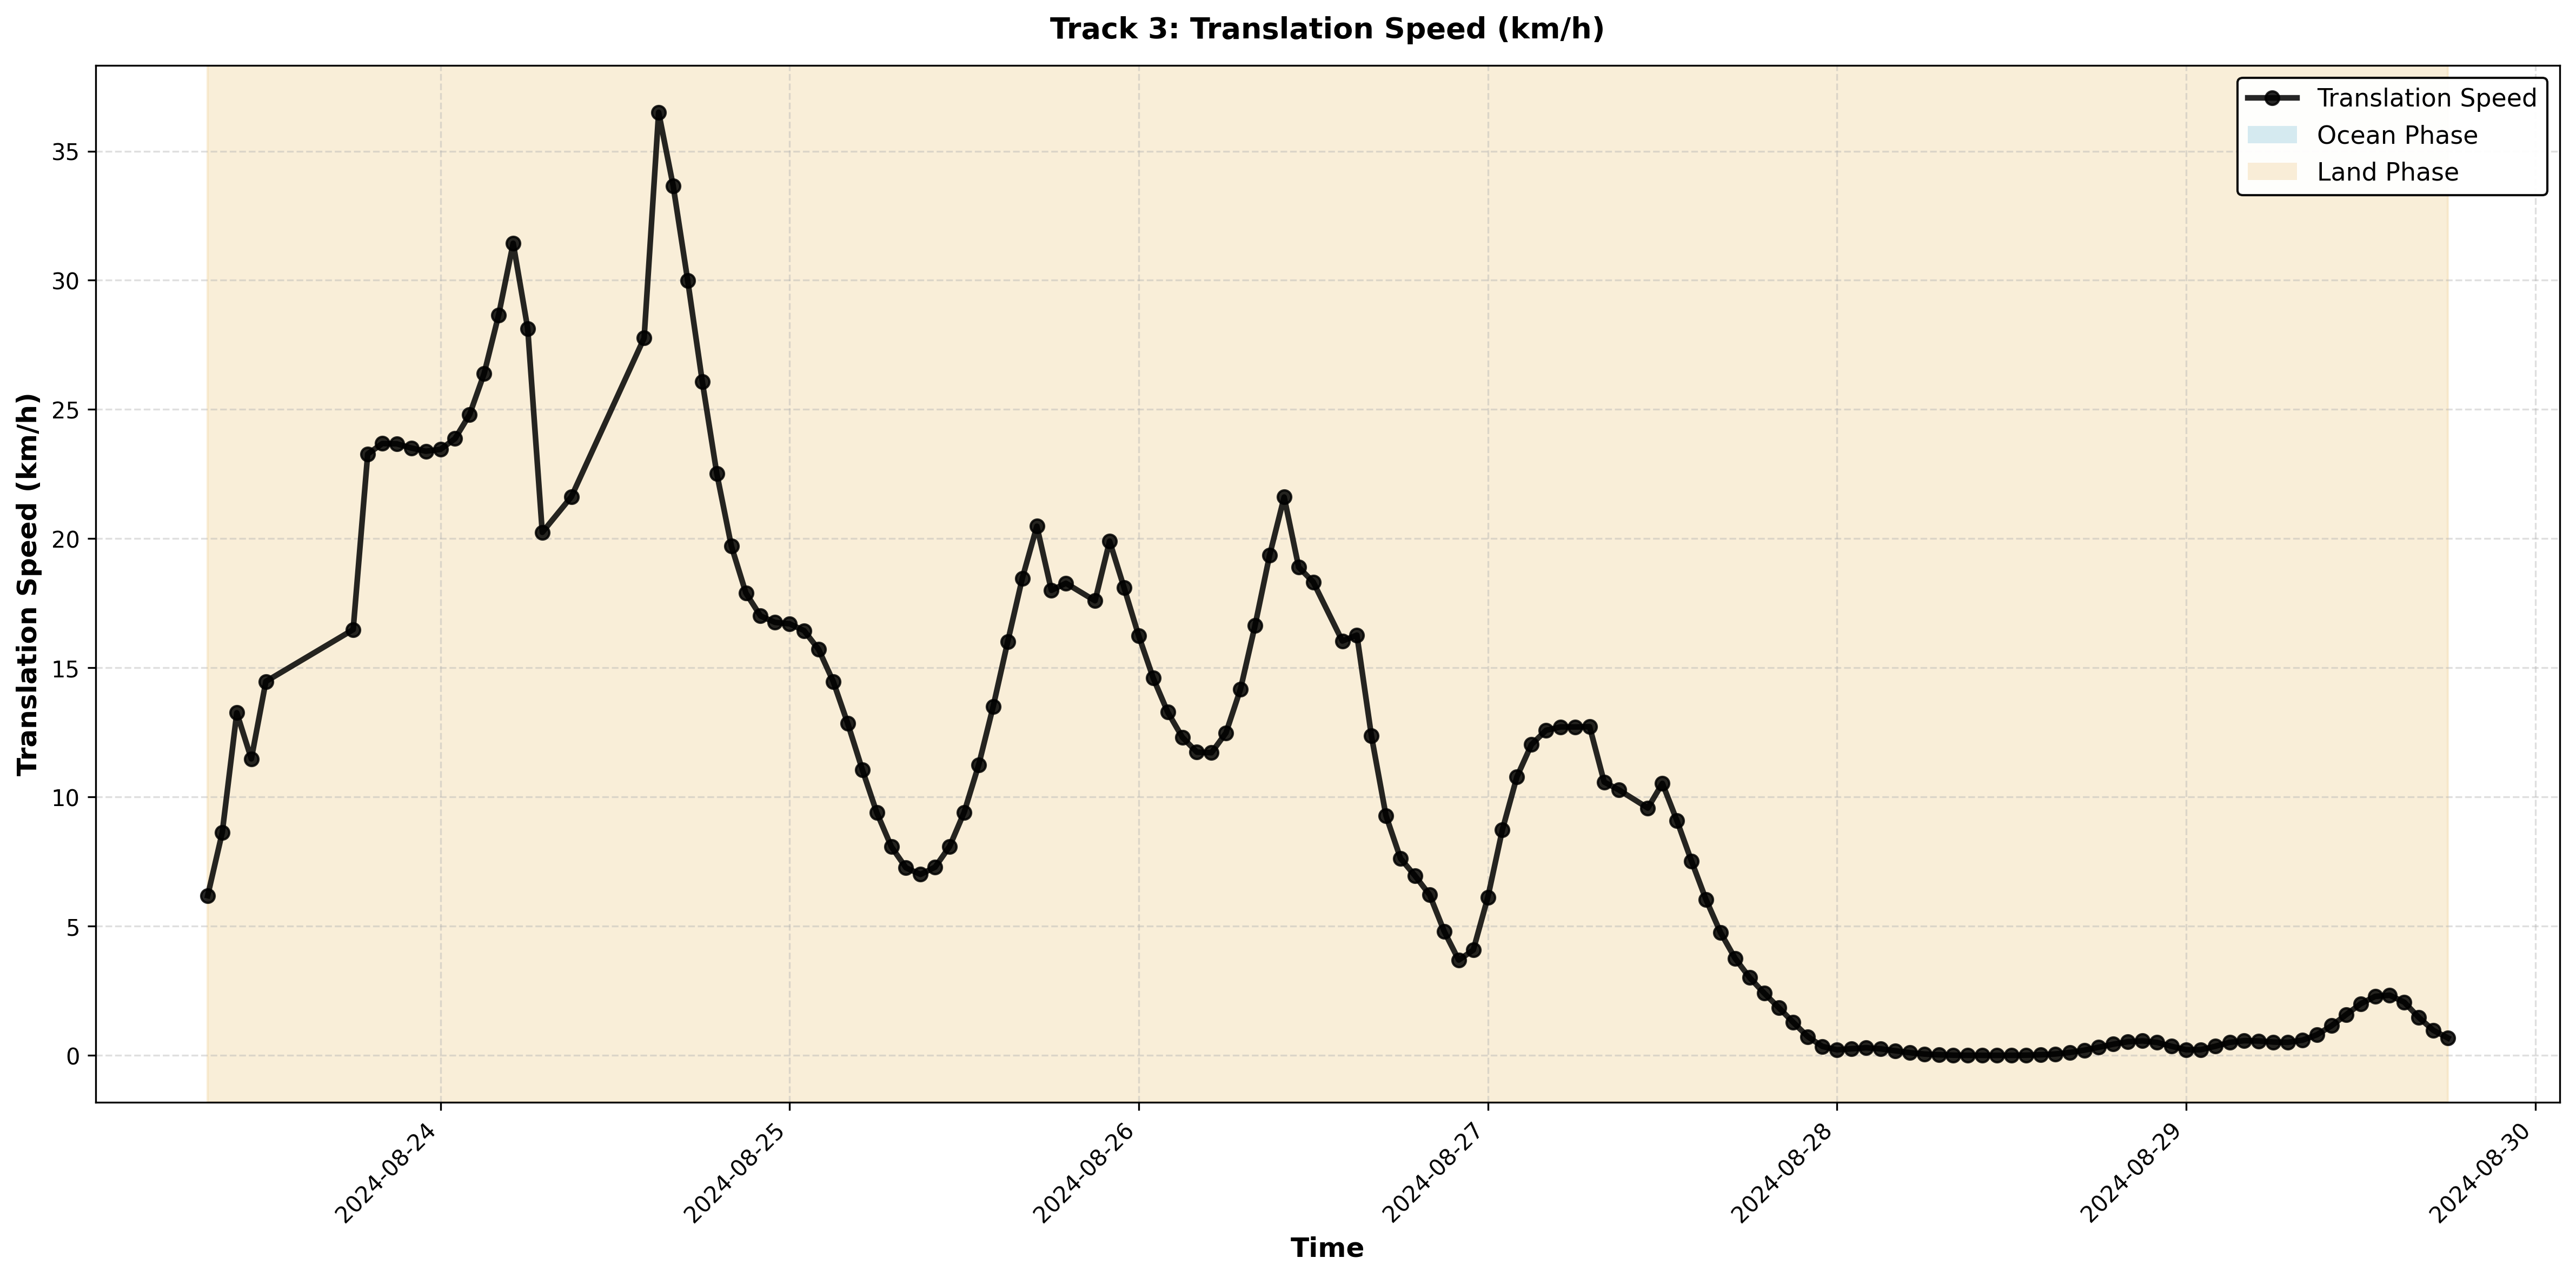 Track 3: Translation Speed (km/h)
Translation Speed
Ocean Phase
Land Phase
Translation Speed (km/h)
35
30
25
20
15
10
5
0
2024-08-24
2024-08-25
2024-08-26
2024-08-27
2024-08-28
2024-08-29
2024-08-30
Time